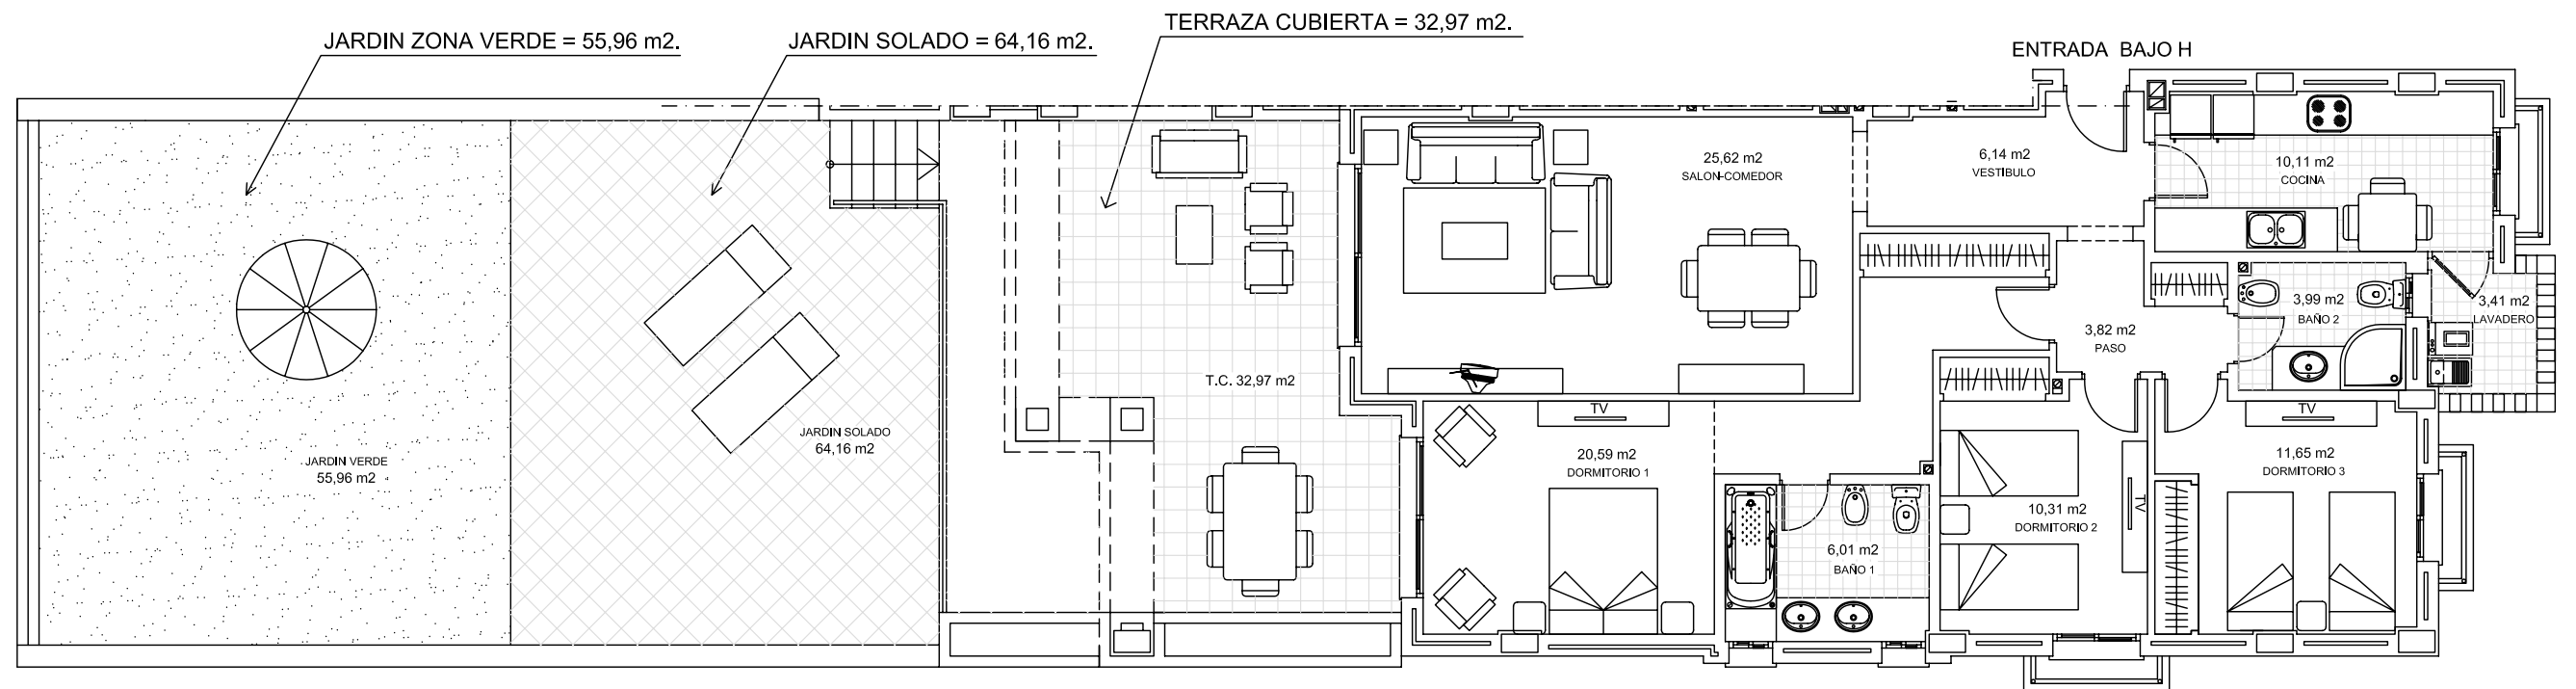 TERRAZA CUBIERTA = 32,97 m2.
JARDIN ZONA VERDE = 55,96 m2.
JARDIN SOLADO = 64,16 m2.
ENTRADA BAJO H
25,62 m2
SALON-COMEDOR
6,14 m2
VESTIBULO
10,11 m2
COCINA
3,99 m2
BAÑO 2
3,41 m2
LAVADERO
3,82 m2
PASO
T.C. 32,97 m2
TV
TV
JARDIN SOLADO
64,16 m2
JARDIN VERDE
55,96 m2
20,59 m2
DORMITORIO 1
11,65 m2
DORMITORIO 3
TV
10,31 m2
DORMITORIO 2
6,01 m2
BAÑO 1